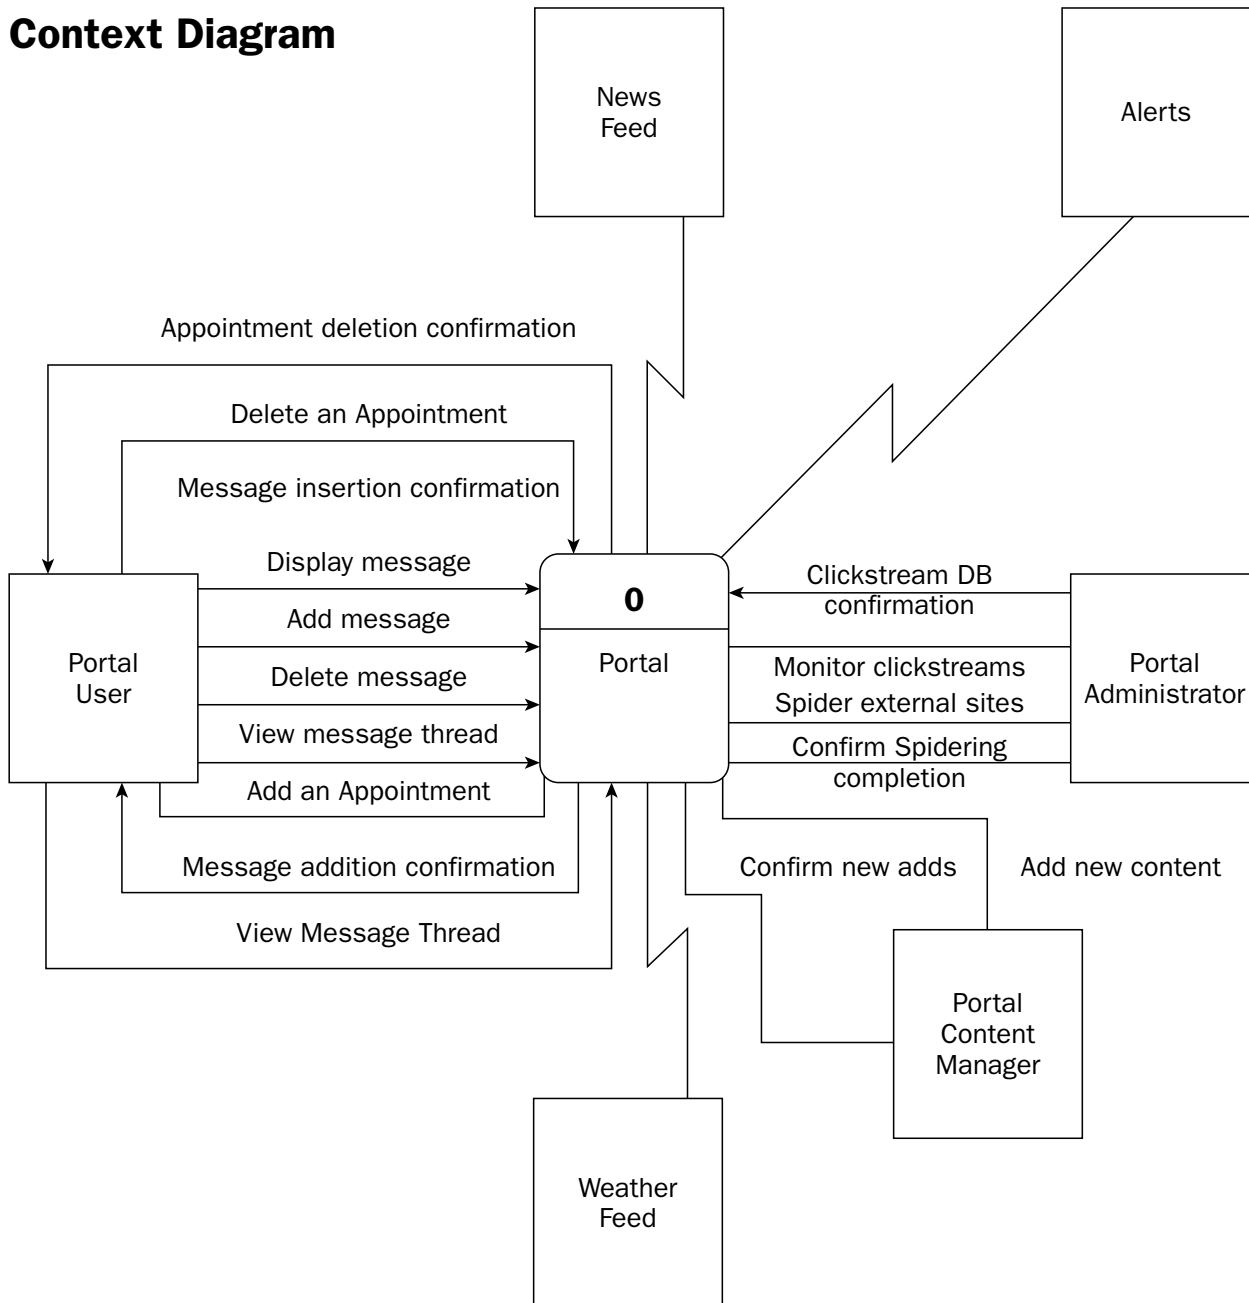 Context Diagram
News
Feed
Alerts
Appointment deletion confirmation
Delete an Appointment
Message insertion confirmation
Display message
Add message
Delete message
View message thread
Add an Appointment
Message addition confirmation
View Message Thread
Portal
User
0
Portal
Clickstream DB
confirmation
Monitor clickstreams
Spider external sites
Confirm Spidering
completion
Portal
Administrator
Confirm new adds
Add new content
Portal
Content
Manager
Weather
Feed